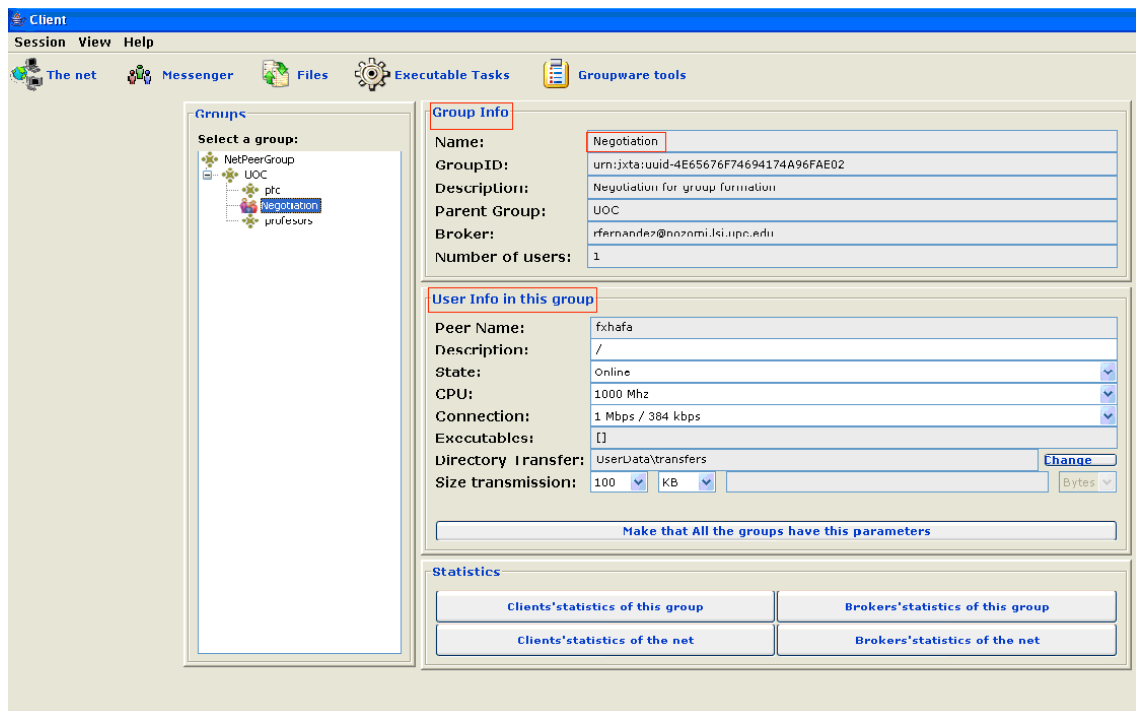 Client
Session View Help
The net Messenger Files Executable Tasks Groupware tools
Groups
Select a group:
NetPeerGroup
UOC
pfc
Negotiation
profesors
Group Info
Name: Negotiation
GroupID: urn:jxta:uuid-4E65676F74694174A96FAE02
Description: Negotiation for group formation
Parent Group: UOC
Broker: rfernandez@nozomi.lsi.upc.edu
Number of users: 1
User Info in this group
Peer Name: fxhafa
Description: /
State: Online
CPU: 1000 Mhz
Connection: 1 Mbps / 384 kbps
Executables: []
Directory Transfer: UserData\transfers Change
Size transmission: 100 KB Bytes
Make that All the groups have this parameters
Statistics
Clients'statistics of this group Brokers'statistics of this group
Clients'statistics of the net Brokers'statistics of the net